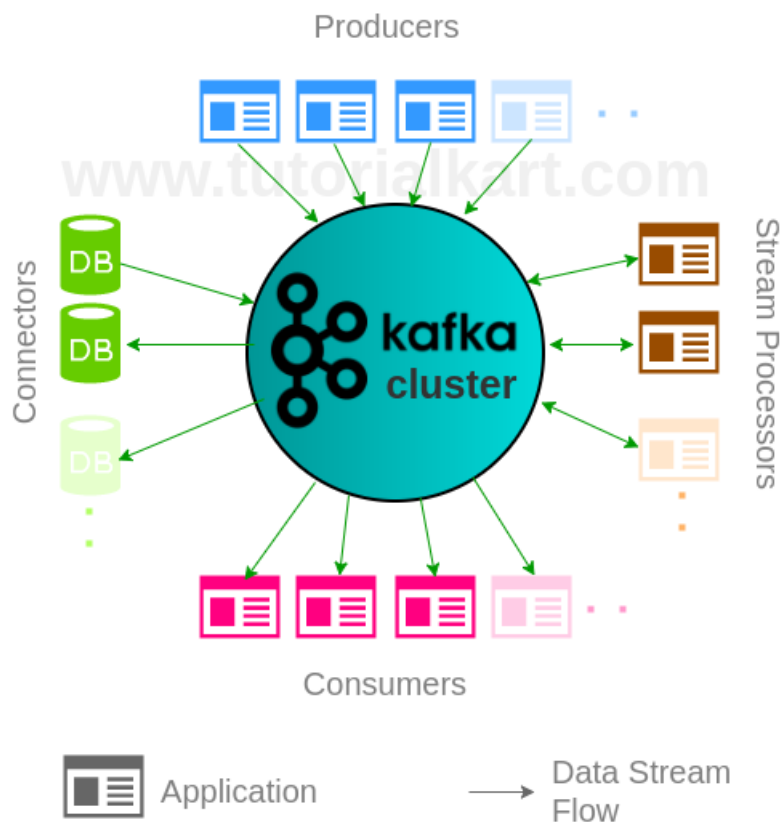 Producers
www.tutorialkart.com
DB
DB
DB
Connectors
kafka
cluster
Stream Processors
Consumers
Application
Data Stream
Flow